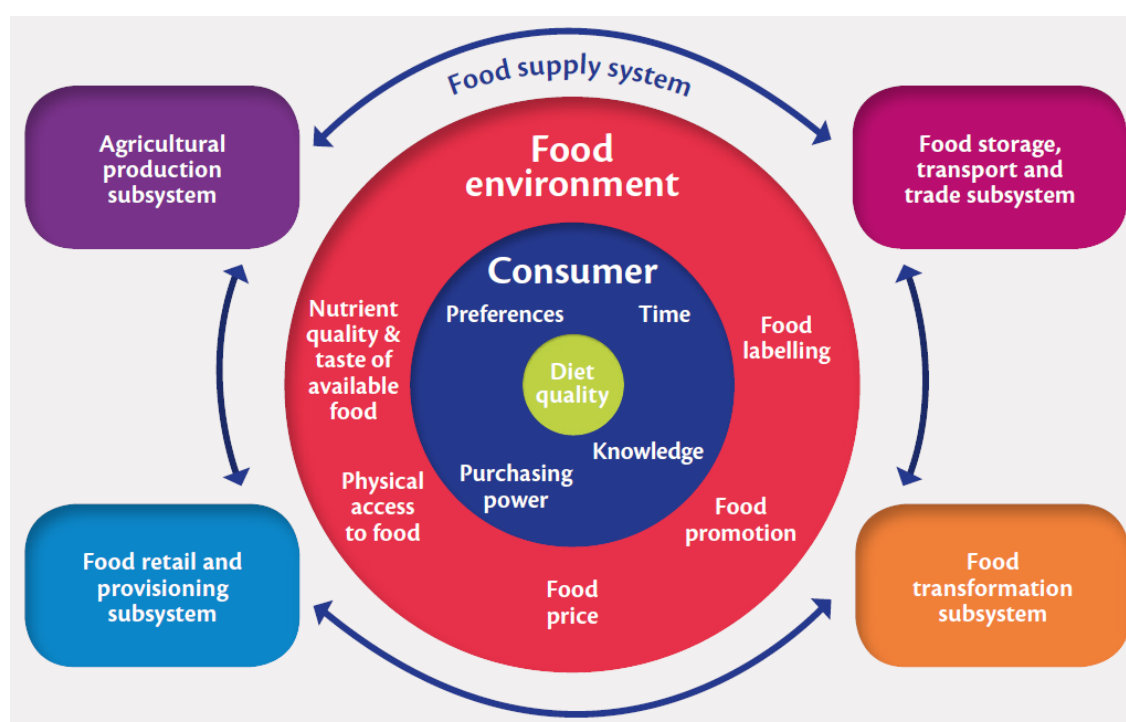 Food supply system
Agricultural
production
subsystem
Food storage,
transport and
trade subsystem
Food
environment
Consumer
Preferences
Time
Nutrient
quality &
taste of
available
food
Food
labelling
Diet
quality
Knowledge
Purchasing
power
Physical
access
to food
Food
promotion
Food
price
Food retail and
provisioning
subsystem
Food
transformation
subsystem